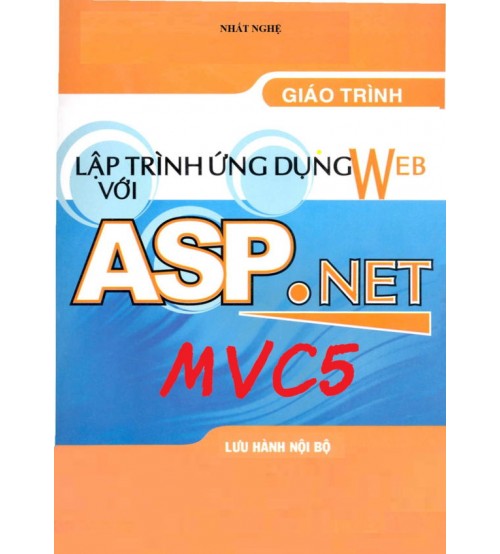 NHẤT NGHỆ
GIÁO TRÌNH
LẬP TRÌNH ỨNG DỤNG WEB
VỚI
ASP.NET
MVC5
LƯU HÀNH NỘI BỘ